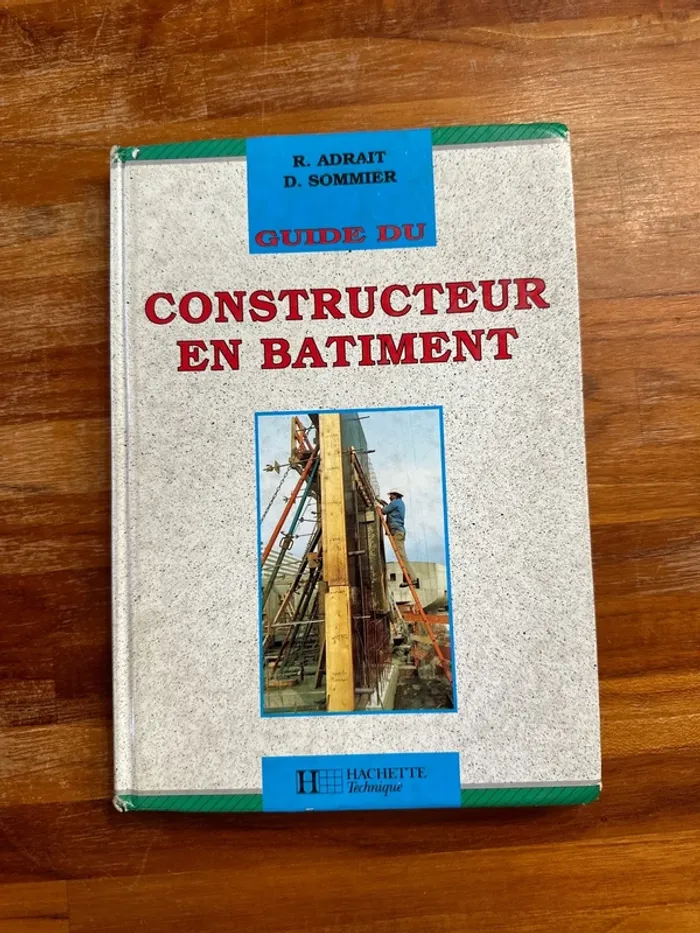 R. ADRAIT
D. SOMMIER
GUIDE DU
CONSTRUCTEUR
EN BATIMENT
H HACHETTE
Technique